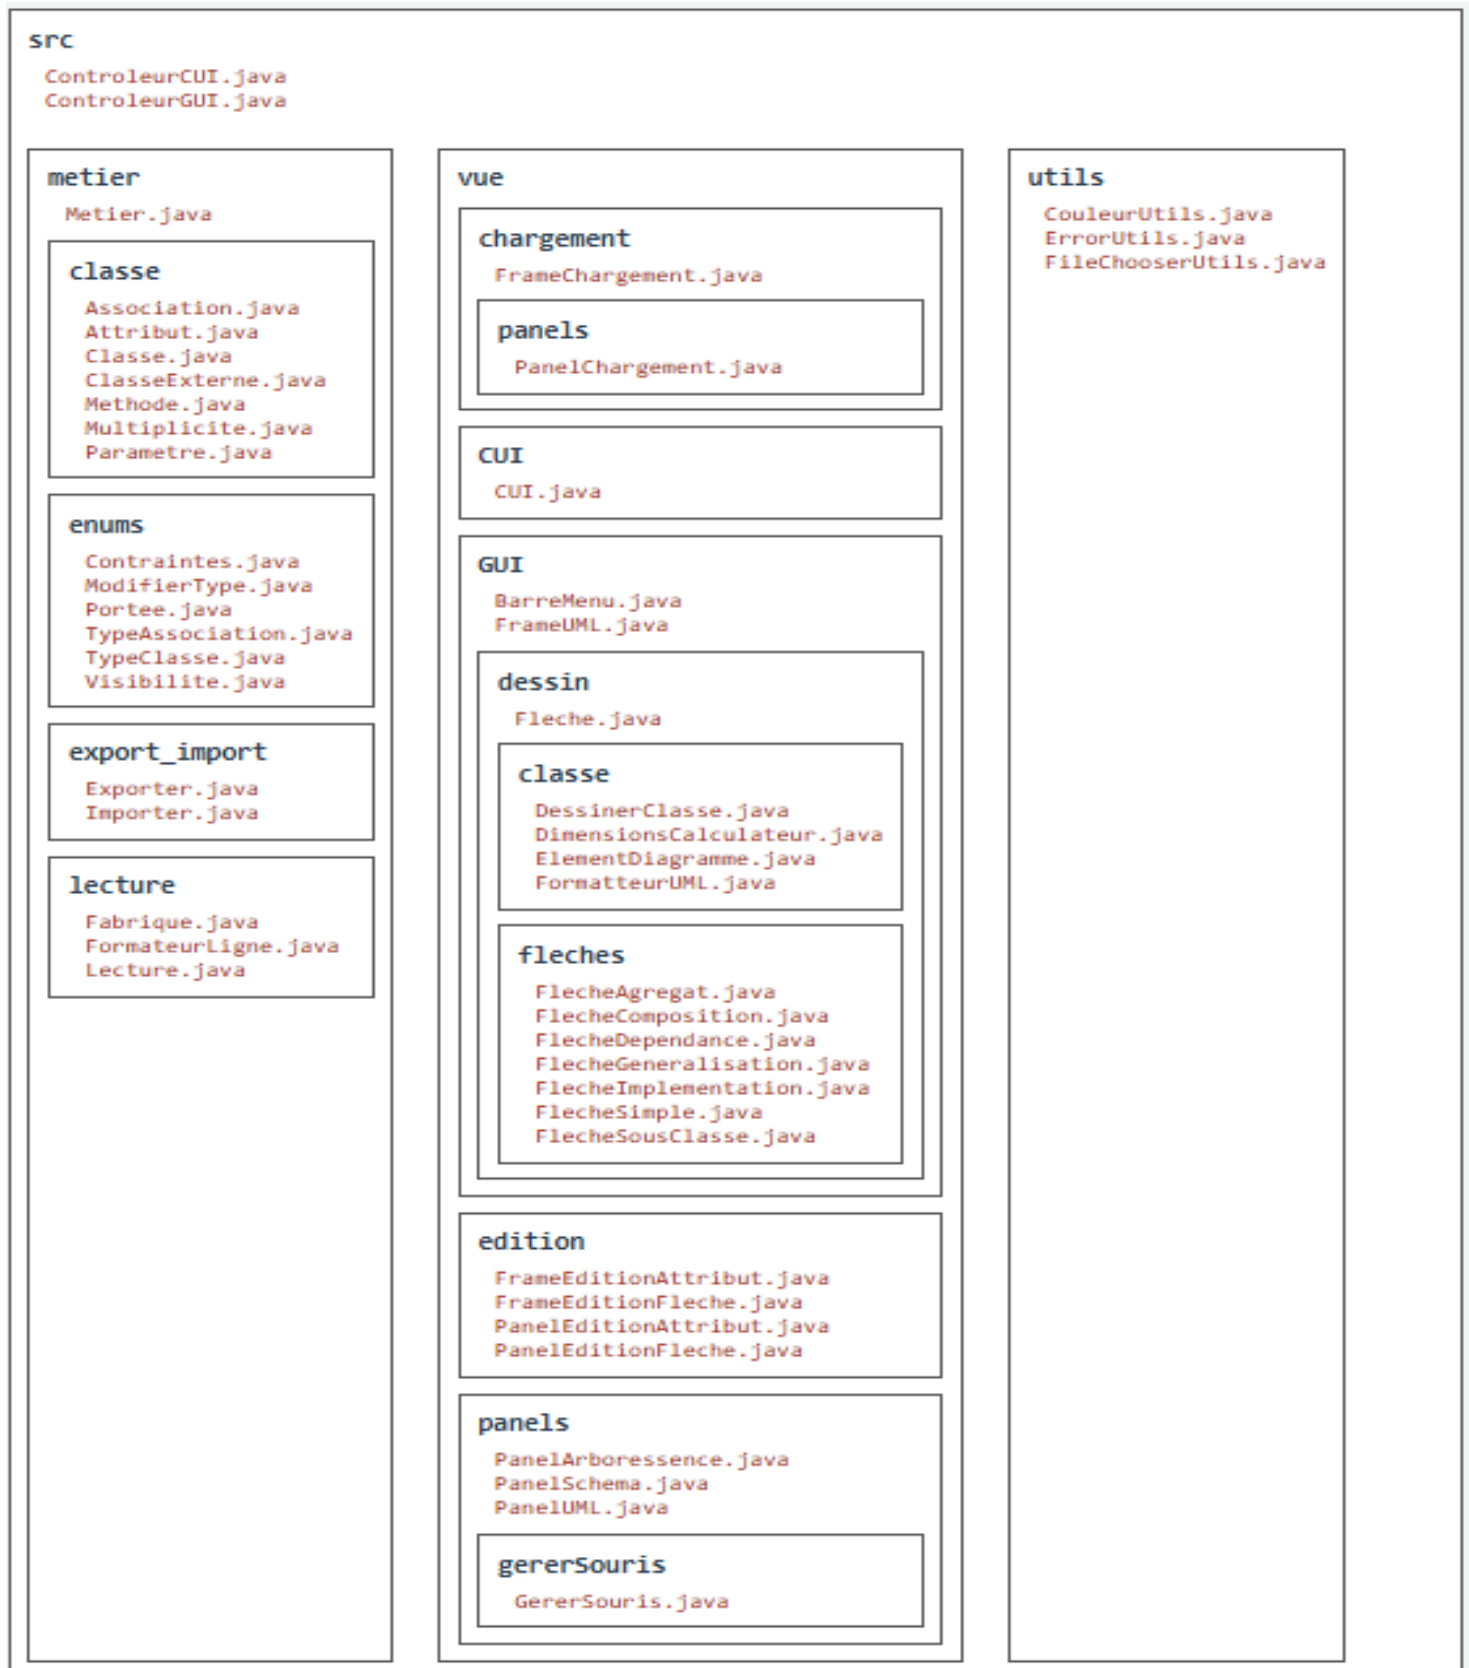 src
ControleurCUI.java
ControleurGUI.java
metier
Metier.java
classe
Association.java
Attribut.java
Classe.java
ClasseExterne.java
Methode.java
Multiplicite.java
Parametre.java
enums
Contraintes.java
ModifierType.java
Portee.java
TypeAssociation.java
TypeClasse.java
Visibilite.java
export_import
Exporter.java
Importer.java
lecture
Fabrique.java
FormateurLigne.java
Lecture.java
vue
chargement
FrameChargement.java
panels
PanelChargement.java
CUI
CUI.java
GUI
BarreMenu.java
FrameUML.java
dessin
Fleche.java
classe
DessinerClasse.java
DimensionsCalculateur.java
ElementDiagramme.java
FormatteurUML.java
fleches
FlecheAgregat.java
FlecheComposition.java
FlecheDependance.java
FlecheGeneralisation.java
FlecheImplementation.java
FlecheSimple.java
FlecheSousClasse.java
edition
FrameEditionAttribut.java
FrameEditionFleche.java
PanelEditionAttribut.java
PanelEditionFleche.java
panels
PanelArboressence.java
PanelSchema.java
PanelUML.java
gererSouris
GererSouris.java
utils
CouleurUtils.java
ErrorUtils.java
FileChooserUtils.java